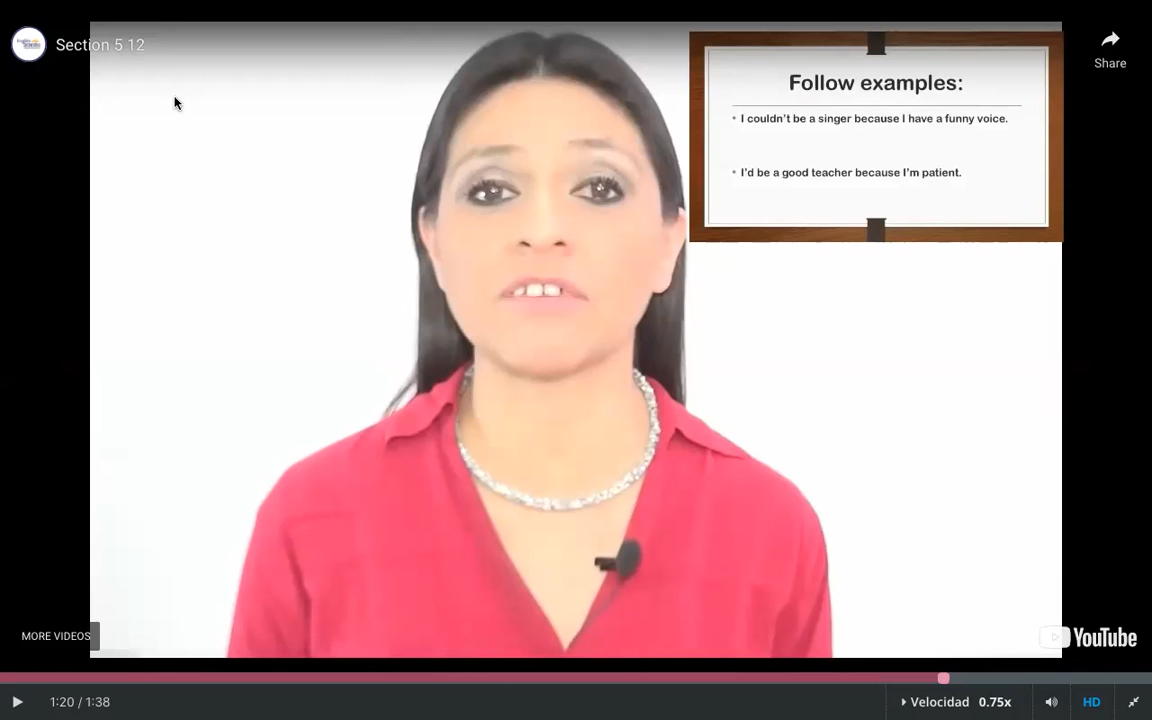 Section 5 12
Share
Follow examples:
• I couldn't be a singer because I have a funny voice.
• I'd be a good teacher because I'm patient.
MORE VIDEOS
YouTube
1:20 / 1:38
Velocidad 0.75x
HD